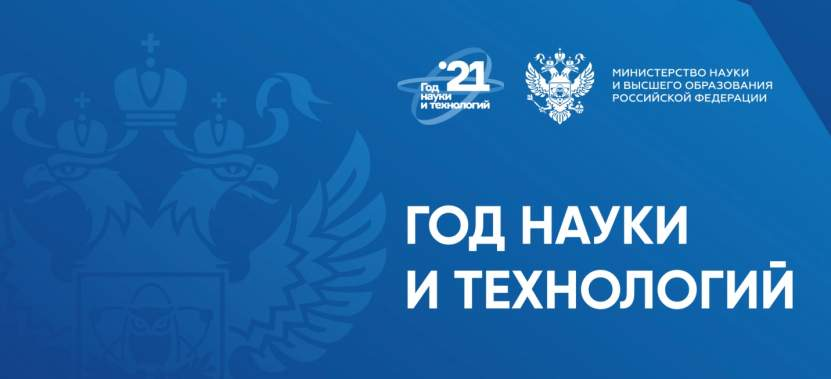 '21
Год
науки
и технологий
МИНИСТЕРСТВО НАУКИ
И ВЫСШЕГО ОБРАЗОВАНИЯ
РОССИЙСКОЙ ФЕДЕРАЦИИ
ГОД НАУКИ
И ТЕХНОЛОГИЙ